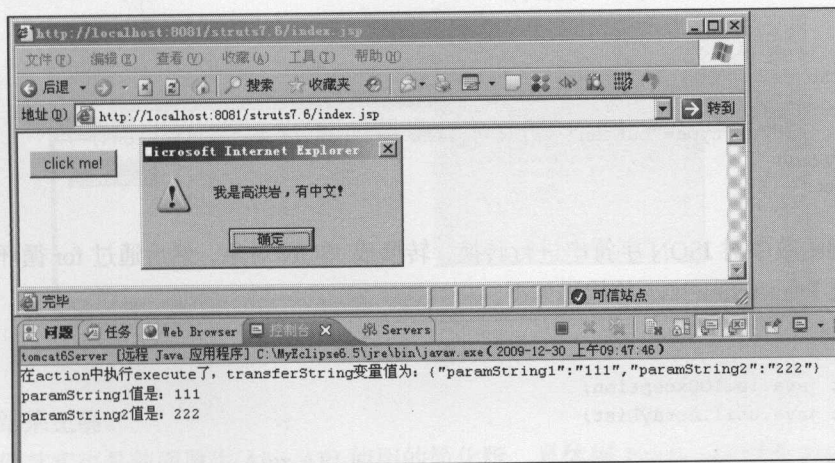 http://localhost:8081/struts7.6/index.jsp
文件(F) 编辑(E) 查看(V) 收藏(A) 工具(T) 帮助(H)
后退 搜索 收藏夹
地址(D) http://localhost:8081/struts7.6/index.jsp 转到
click me!
Microsoft Internet Explorer
我是高洪岩，有中文!
确定
完毕 可信站点
问题 任务 Web Browser 控制台 Servers
tomcat6Server [远程 Java 应用程序] C:\MyEclipse6.5\jre\bin\javaw.exe(2009-12-30 上午09:47:46)
在action中执行execute了，transferString变量值为：{"paramString1":"111","paramString2":"222"}
paramString1值是：111
paramString2值是：222